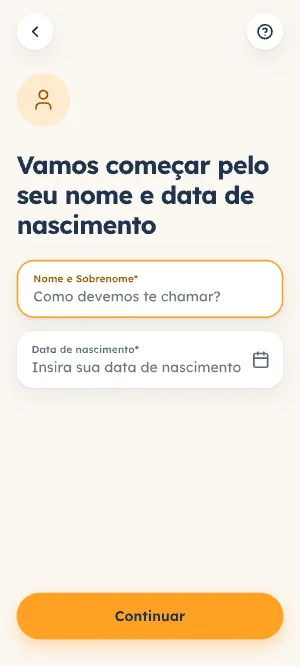 Vamos começar pelo
seu nome e data de
nascimento
Nome e Sobrenome*
Como devemos te chamar?
Data de nascimento*
Insira sua data de nascimento
Continuar